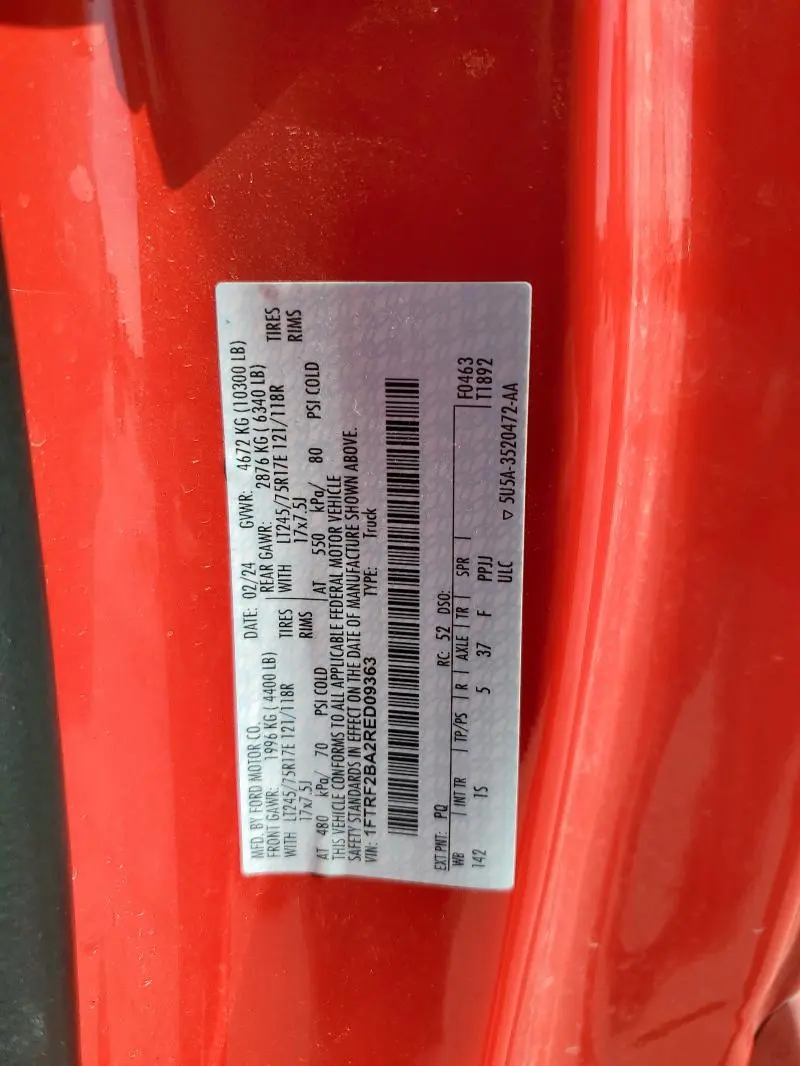 MFD. BY FORD MOTOR CO.
DATE: 02/24 GVWR: 4672 KG (10300 LB)
FRONT GAWR: 1996 KG ( 4400 LB) REAR GAWR: 2876 KG ( 6340 LB)
WITH LT245/75R17E 121/118R TIRES WITH LT245/75R17E 121/118R TIRES
17x7.5J RIMS 17x7.5J RIMS
AT 480 kPa/ 70 PSI COLD AT 550 kPa/ 80 PSI COLD
THIS VEHICLE CONFORMS TO ALL APPLICABLE FEDERAL MOTOR VEHICLE
SAFETY STANDARDS IN EFFECT ON THE DATE OF MANUFACTURE SHOWN ABOVE.
VIN: 1FTRF2BA2RED09363 TYPE: Truck
EXT PNT: PQ RC: 52 DSO: F0463
WB | INT TR | TP/PS | R | AXLE | TR | SPR | T1892
142 1S 5 37 F PPJJ
ULC ▽ 5U5A-3520472-AA